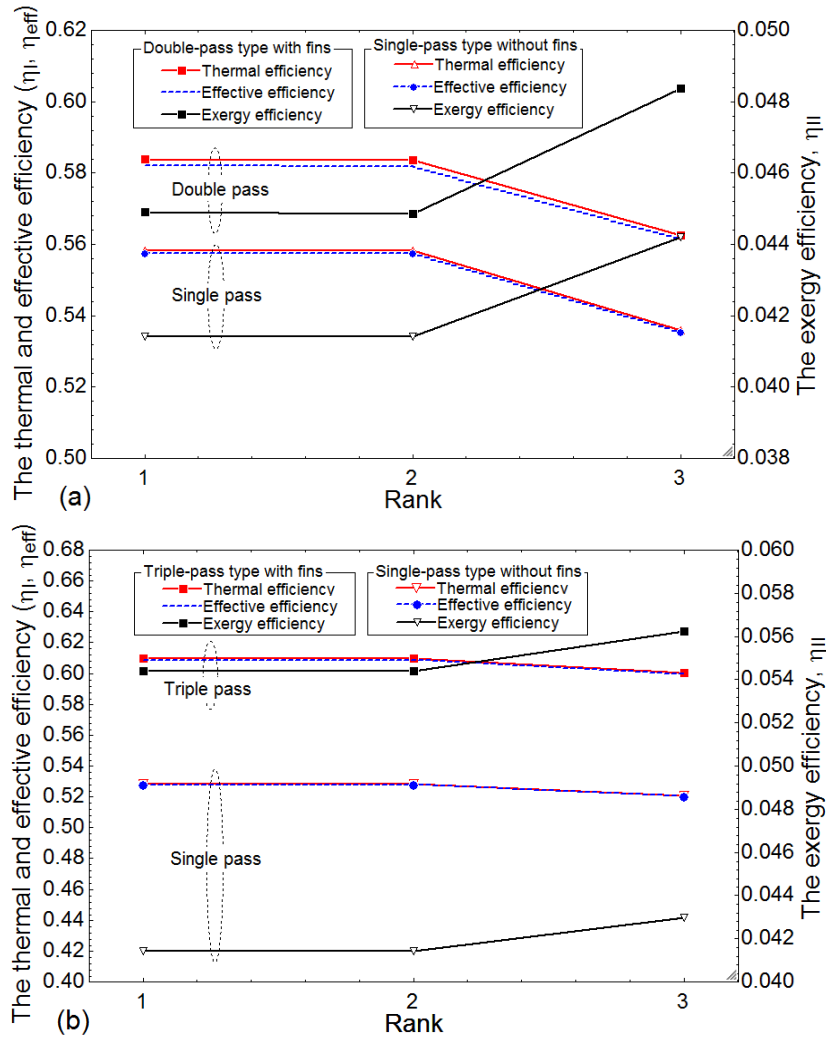 The thermal and effective efficiency (ηI, ηeff)
0.62
0.60
0.58
0.56
0.54
0.52
0.50
Double-pass type with fins
Thermal efficiency
Effective efficiency
Exergy efficiency
Single-pass type without fins
Thermal efficiency
Effective efficiency
Exergy efficiency
Double pass
Single pass
0.050
0.048
0.046
0.044
0.042
0.040
0.038
The exergy efficiency, ηII
1 2 3
Rank
(a)
The thermal and effective efficiency (ηI, ηeff)
0.68
0.66
0.64
0.62
0.60
0.58
0.56
0.54
0.52
0.50
0.48
0.46
0.44
0.42
0.40
Triple-pass type with fins
Thermal efficiencv
Effective efficiency
Exergy efficiency
Single-pass type without fins
Thermal efficiencv
Effective efficiency
Exergy efficiency
Triple pass
Single pass
0.060
0.058
0.056
0.054
0.052
0.050
0.048
0.046
0.044
0.042
0.040
The exergy efficiency, ηII
1 2 3
Rank
(b)